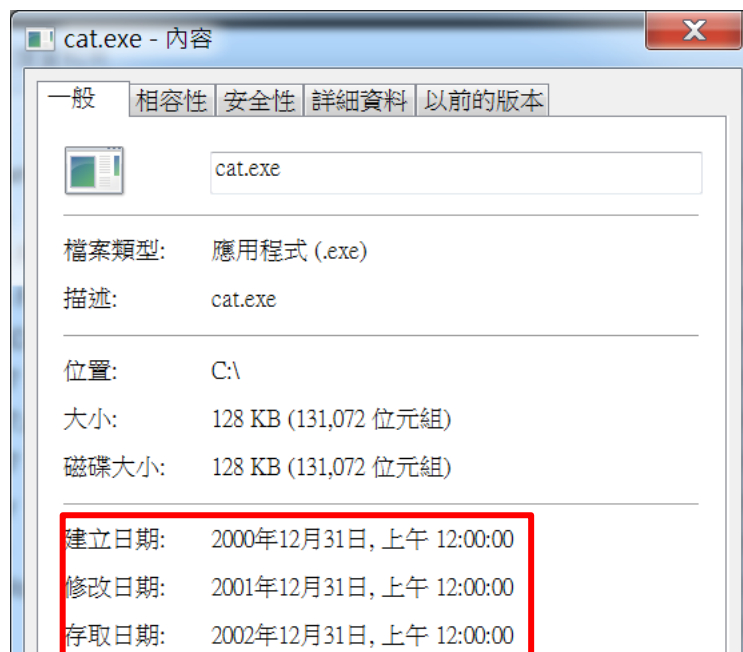 cat.exe - 內容
一般 相容性 安全性 詳細資料 以前的版本
cat.exe
檔案類型: 應用程式 (.exe)
描述: cat.exe
位置: C:\
大小: 128 KB (131,072 位元組)
磁碟大小: 128 KB (131,072 位元組)
建立日期: 2000年12月31日, 上午 12:00:00
修改日期: 2001年12月31日, 上午 12:00:00
存取日期: 2002年12月31日, 上午 12:00:00